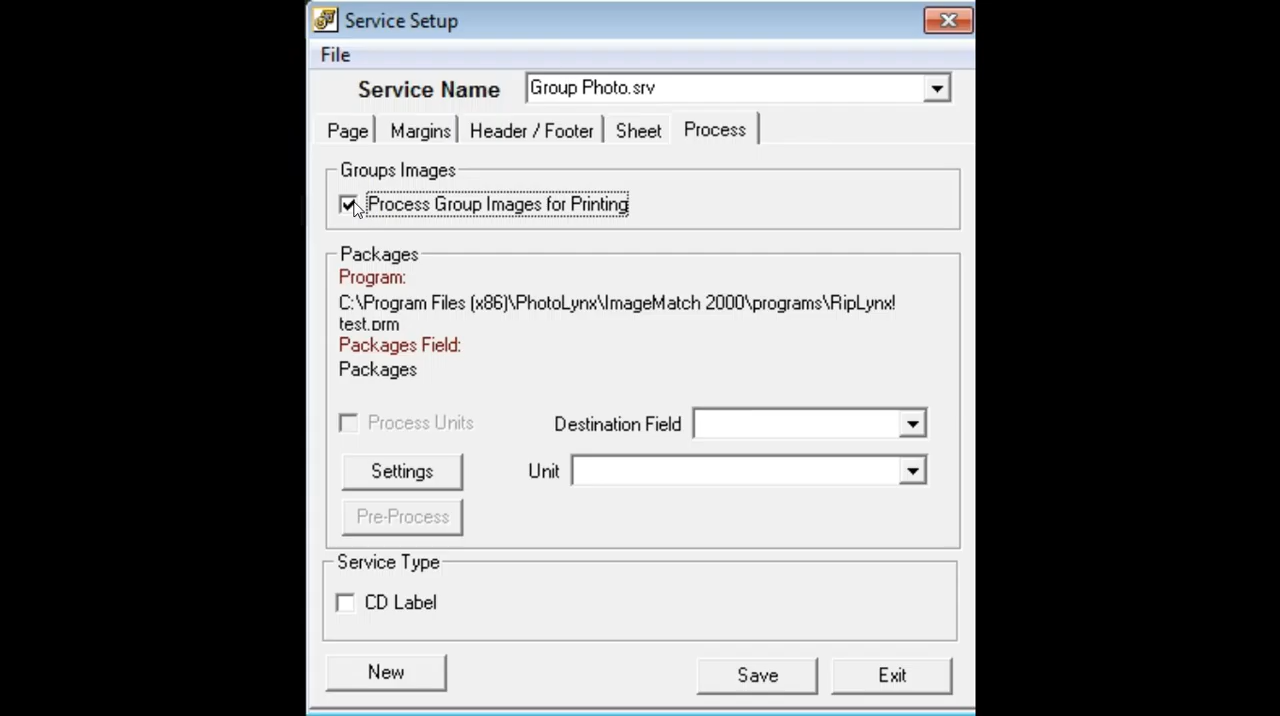 Service Setup
File
Service Name
Group Photo.srv
Page
Margins
Header / Footer
Sheet
Process
Groups Images
Process Group Images for Printing
Packages
Program:
C:\Program Files (x86)\PhotoLynx\ImageMatch 2000\programs\RipLynx!
test.prm
Packages Field:
Packages
Process Units
Destination Field
Settings
Unit
Pre-Process
Service Type
CD Label
New
Save
Exit